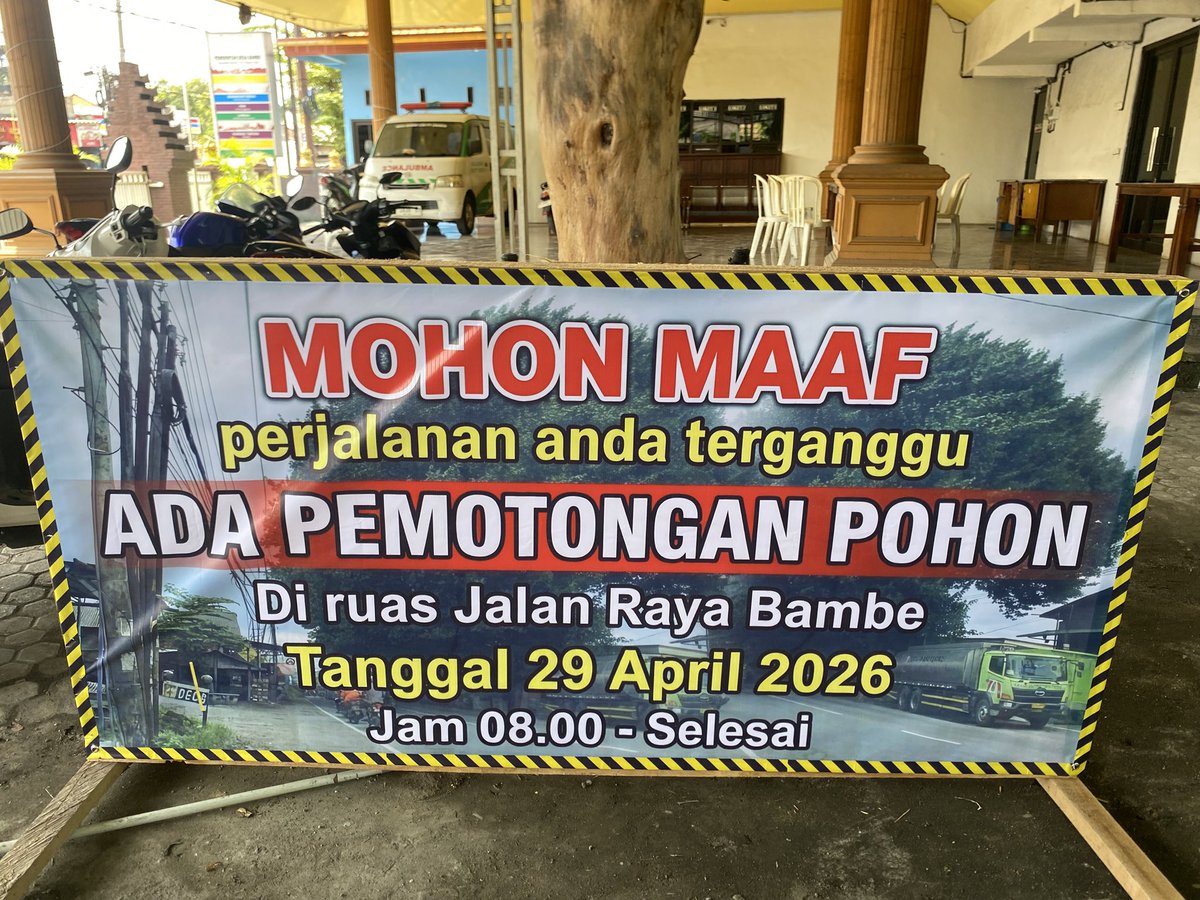 AMBULANCE
MOHON MAAF
perjalanan anda terganggu
ADA PEMOTONGAN POHON
Di ruas Jalan Raya Bambe
Tanggal 29 April 2026
Jam 08.00 - Selesai